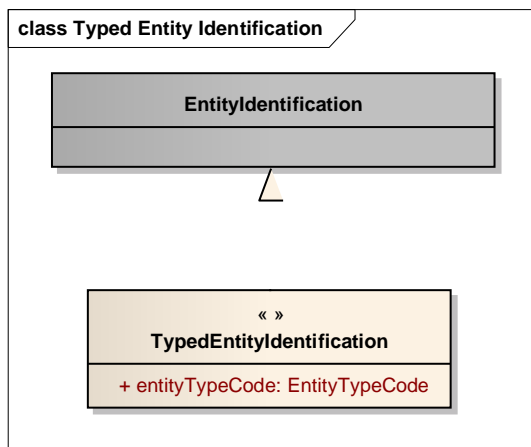 class Typed Entity Identification
EntityIdentification
« »
TypedEntityIdentification
+ entityTypeCode: EntityTypeCode